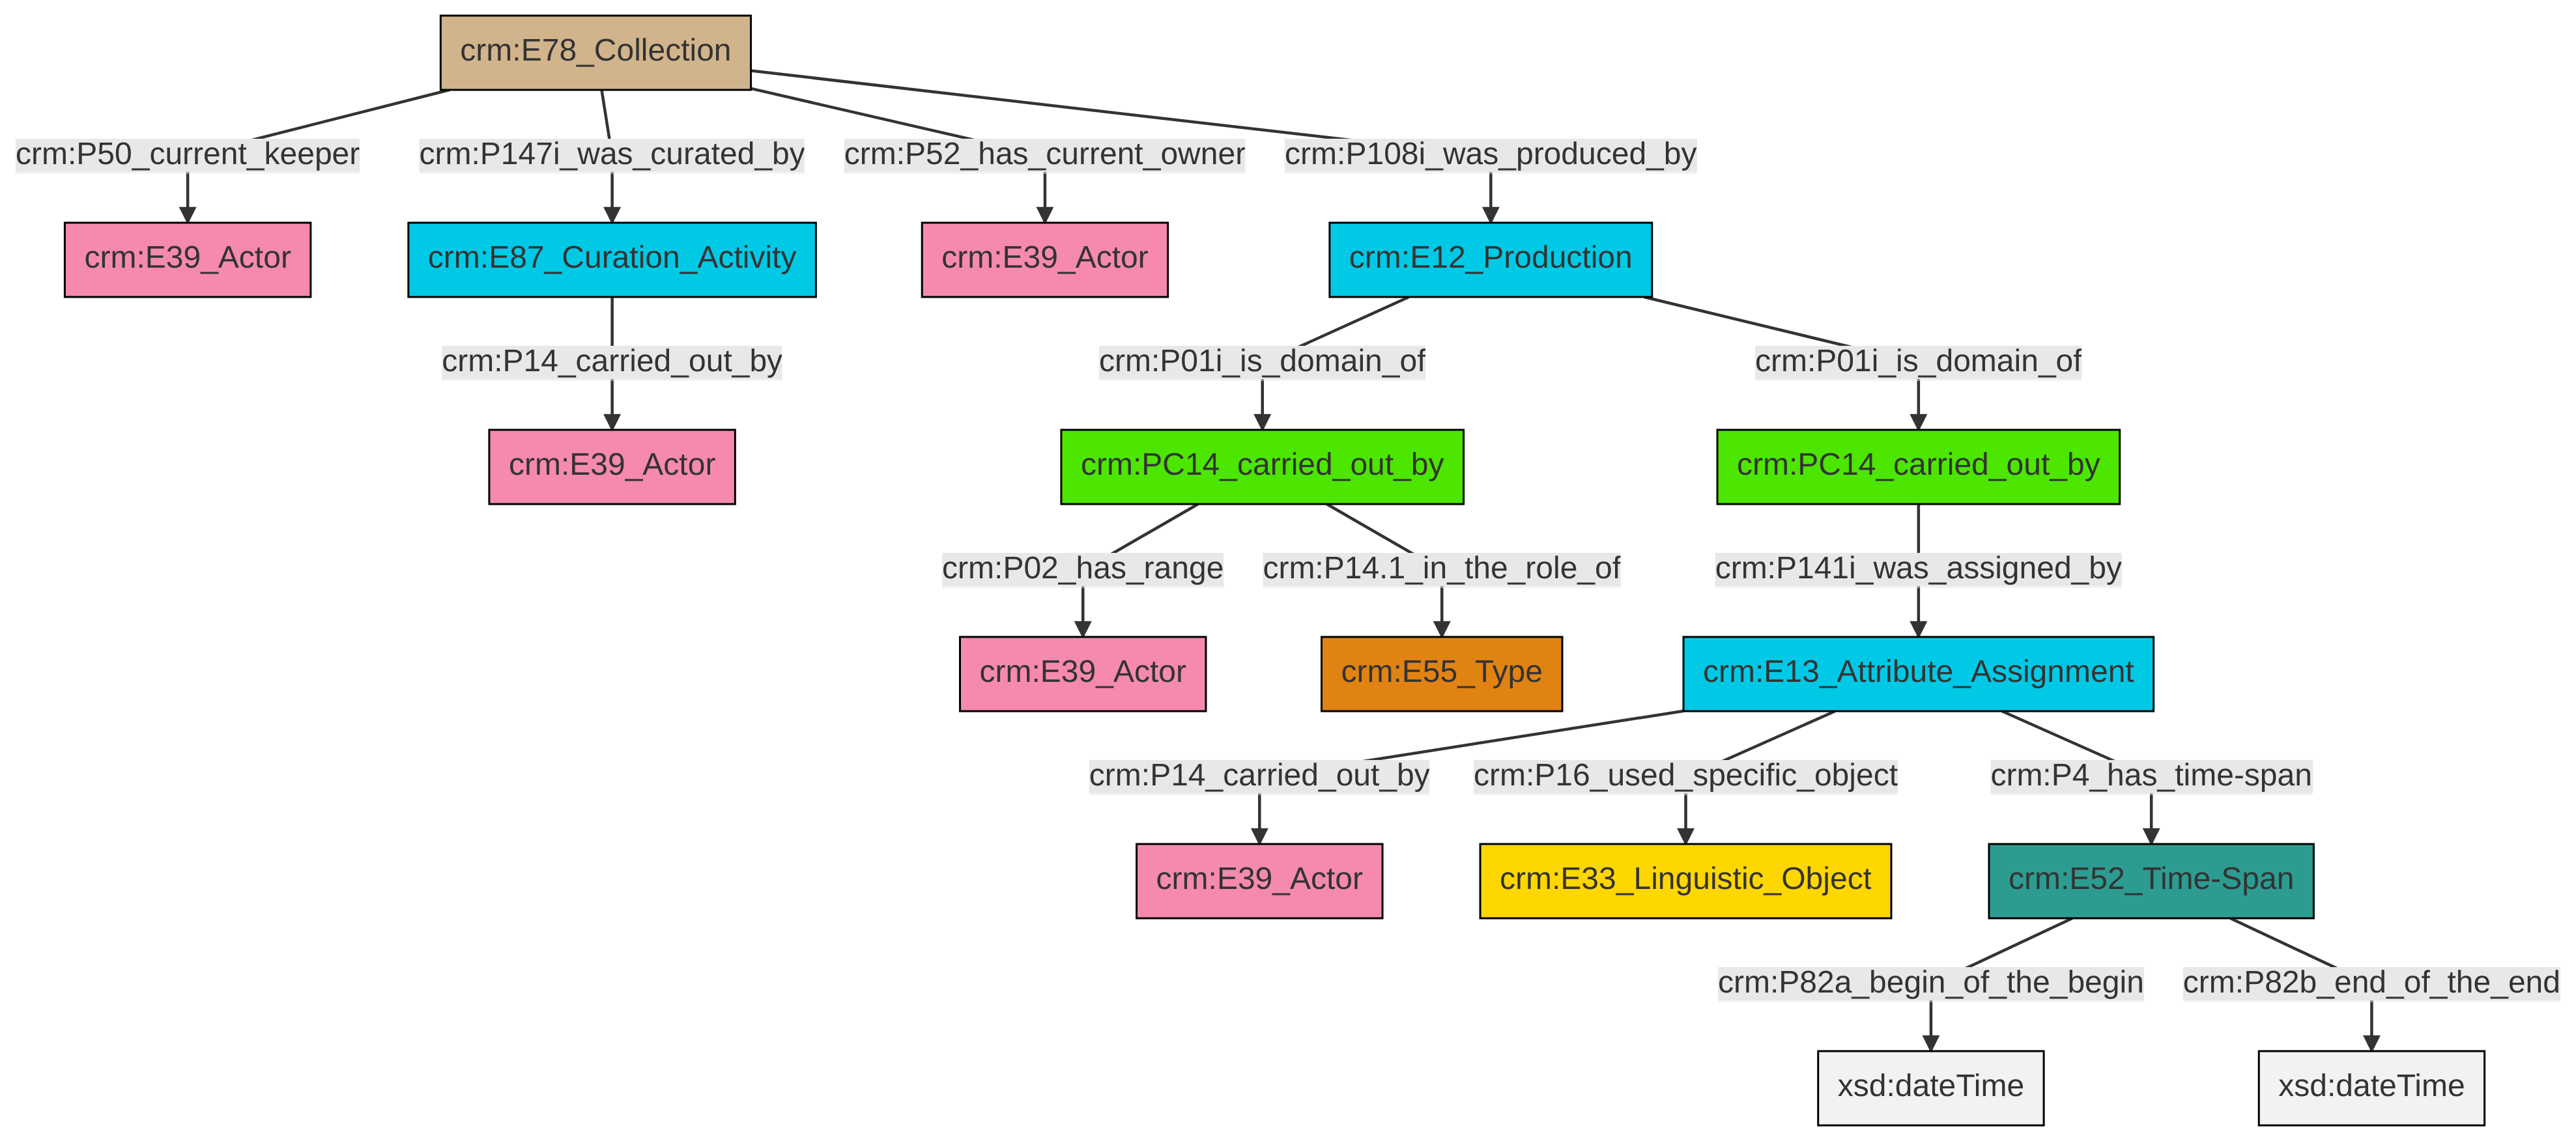 crm:E78_Collection
crm:P50_current_keeper
crm:P147i_was_curated_by
crm:P52_has_current_owner
crm:P108i_was_produced_by
crm:E39_Actor
crm:E87_Curation_Activity
crm:E39_Actor
crm:E12_Production
crm:P14_carried_out_by
crm:P01i_is_domain_of
crm:P01i_is_domain_of
crm:E39_Actor
crm:PC14_carried_out_by
crm:PC14_carried_out_by
crm:P02_has_range
crm:P14.1_in_the_role_of
crm:P141i_was_assigned_by
crm:E39_Actor
crm:E55_Type
crm:E13_Attribute_Assignment
crm:P14_carried_out_by
crm:P16_used_specific_object
crm:P4_has_time-span
crm:E39_Actor
crm:E33_Linguistic_Object
crm:E52_Time-Span
crm:P82a_begin_of_the_begin
crm:P82b_end_of_the_end
xsd:dateTime
xsd:dateTime